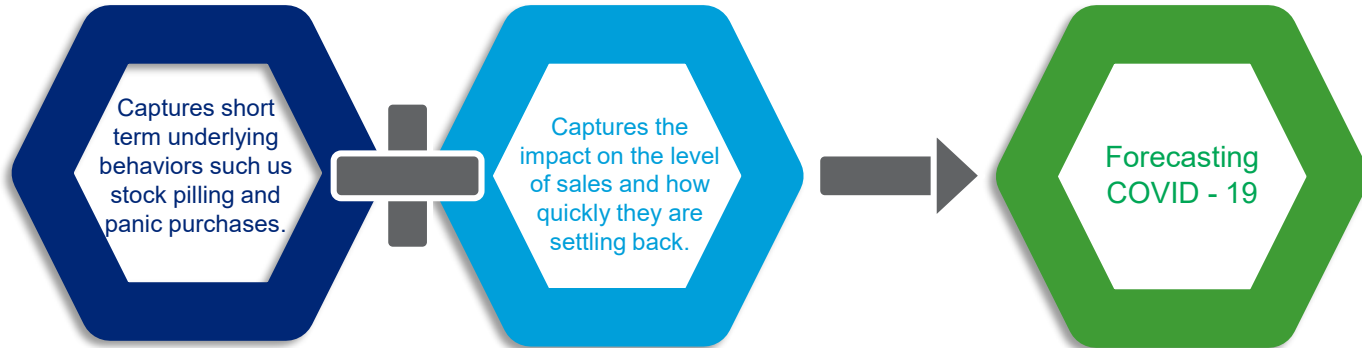 Captures short
term underlying
behaviors such us
stock pilling and
panic purchases.
Captures the
impact on the level
of sales and how
quickly they are
settling back.
Forecasting
COVID - 19